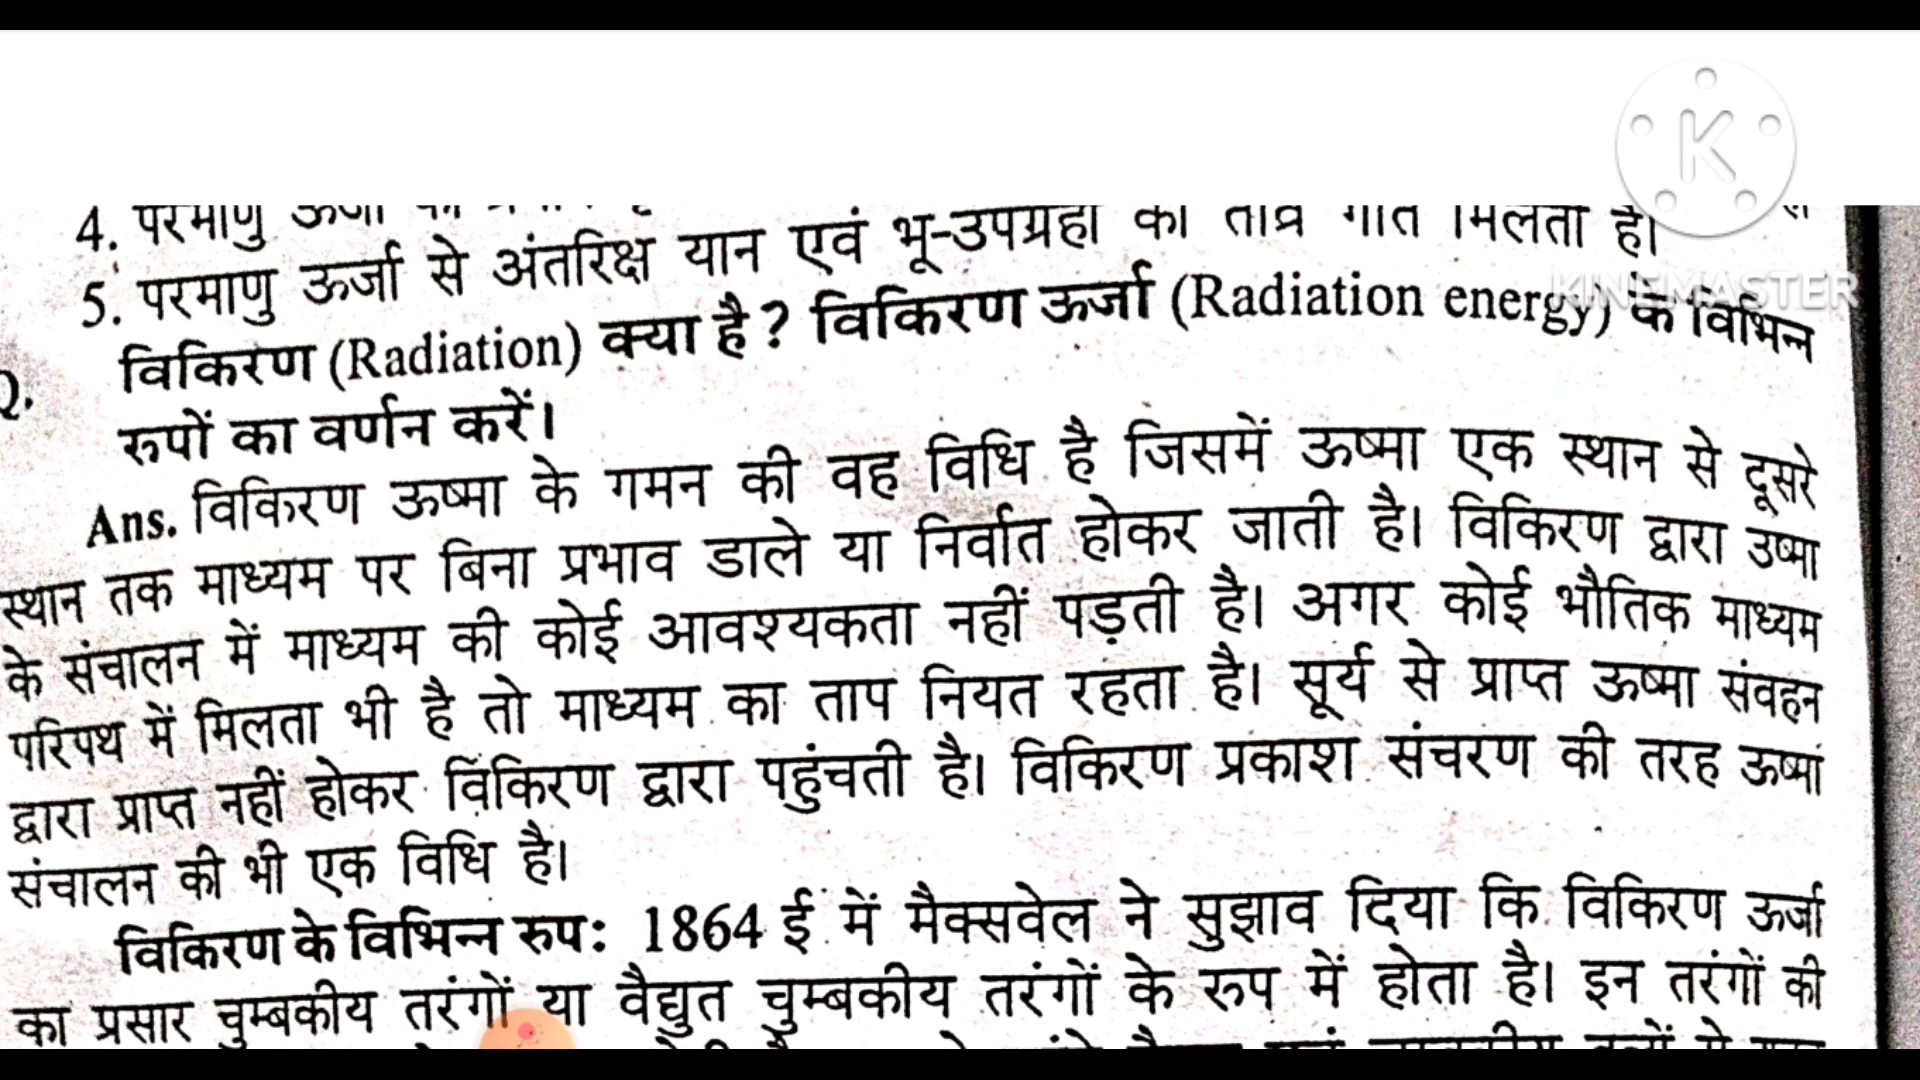 4. परमाणु ऊर्जा
5. परमाणु ऊर्जा से अंतरिक्ष यान एवं भू-उपग्रहों को तीव्र गति मिलता है।
KINEMASTER
Q. विकिरण (Radiation) क्या है ? विकिरण ऊर्जा (Radiation energy) के विभिन्न
रुपों का वर्णन करें।
Ans. विकिरण ऊष्मा के गमन की वह विधि है जिसमें ऊष्मा एक स्थान से दूसरे
स्थान तक माध्यम पर बिना प्रभाव डाले या निर्वात होकर जाती है। विकिरण द्वारा उष्मा
के संचालन में माध्यम की कोई आवश्यकता नहीं पड़ती है। अगर कोई भौतिक माध्यम
परिपथ में मिलता भी है तो माध्यम का ताप नियत रहता है। सूर्य से प्राप्त ऊष्मा संवहन
द्वारा प्राप्त नहीं होकर विकिरण द्वारा पहुंचती है। विकिरण प्रकाश संचरण की तरह ऊष्मा
संचालन की भी एक विधि है।
विकिरण के विभिन्न रुप: 1864 ई में मैक्सवेल ने सुझाव दिया कि विकिरण ऊर्जा
का प्रसार चुम्बकीय तरंगों या वैद्युत चुम्बकीय तरंगों के रुप में होता है। इन तरंगों की